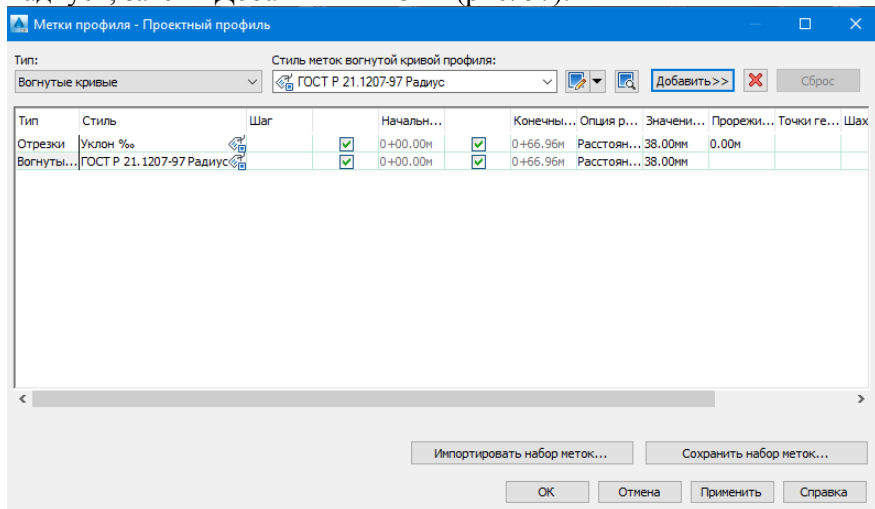 Метки профиля - Проектный профиль
Тип: Стиль меток вогнутой кривой профиля:
Вогнутые кривые ГОСТ Р 21.1207-97 Радиус Добавить>> Сброс
Тип Стиль Шаг Начальн... Конечны... Опция р... Значени... Прорежи... Точки ге... Шах
Отрезки Уклон ‰ 0+00.00м 0+66.96м Расстоян... 38.00мм 0.00м
Вогнуты... ГОСТ Р 21.1207-97 Радиус 0+00.00м 0+66.96м Расстоян... 38.00мм
Импортировать набор меток... Сохранить набор меток...
ОК Отмена Применить Справка